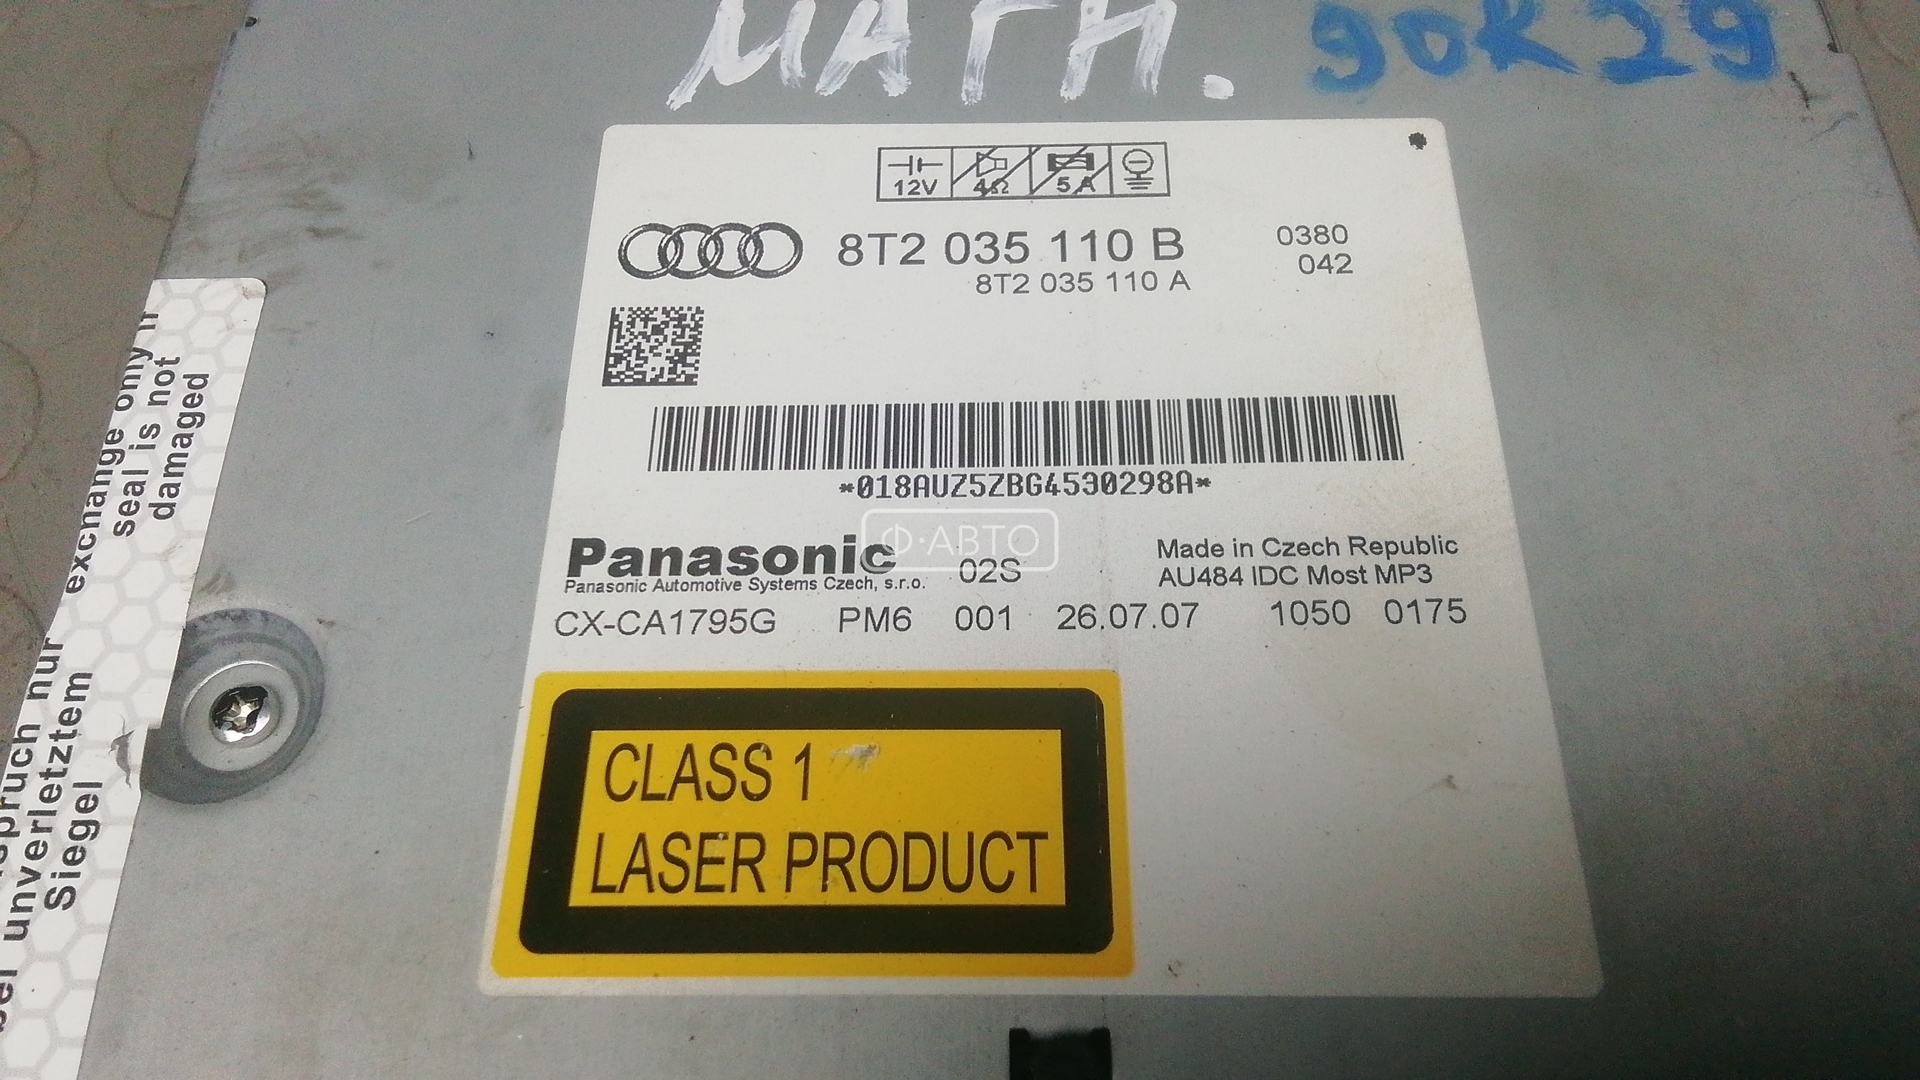 МАГН. 90К29
12V 4Ω 5A
8T2 035 110 B 0380
8T2 035 110 A 042
*018AUZ5ZBG4530298A*
Ф·АВТО
Panasonic 02S Made in Czech Republic
Panasonic Automotive Systems Czech, s.r.o. AU484 IDC Most MP3
CX-CA1795G PM6 001 26.07.07 1050 0175
CLASS 1
LASER PRODUCT
exchange only if
seal is not
damaged
nur
unverletztem
Siegel